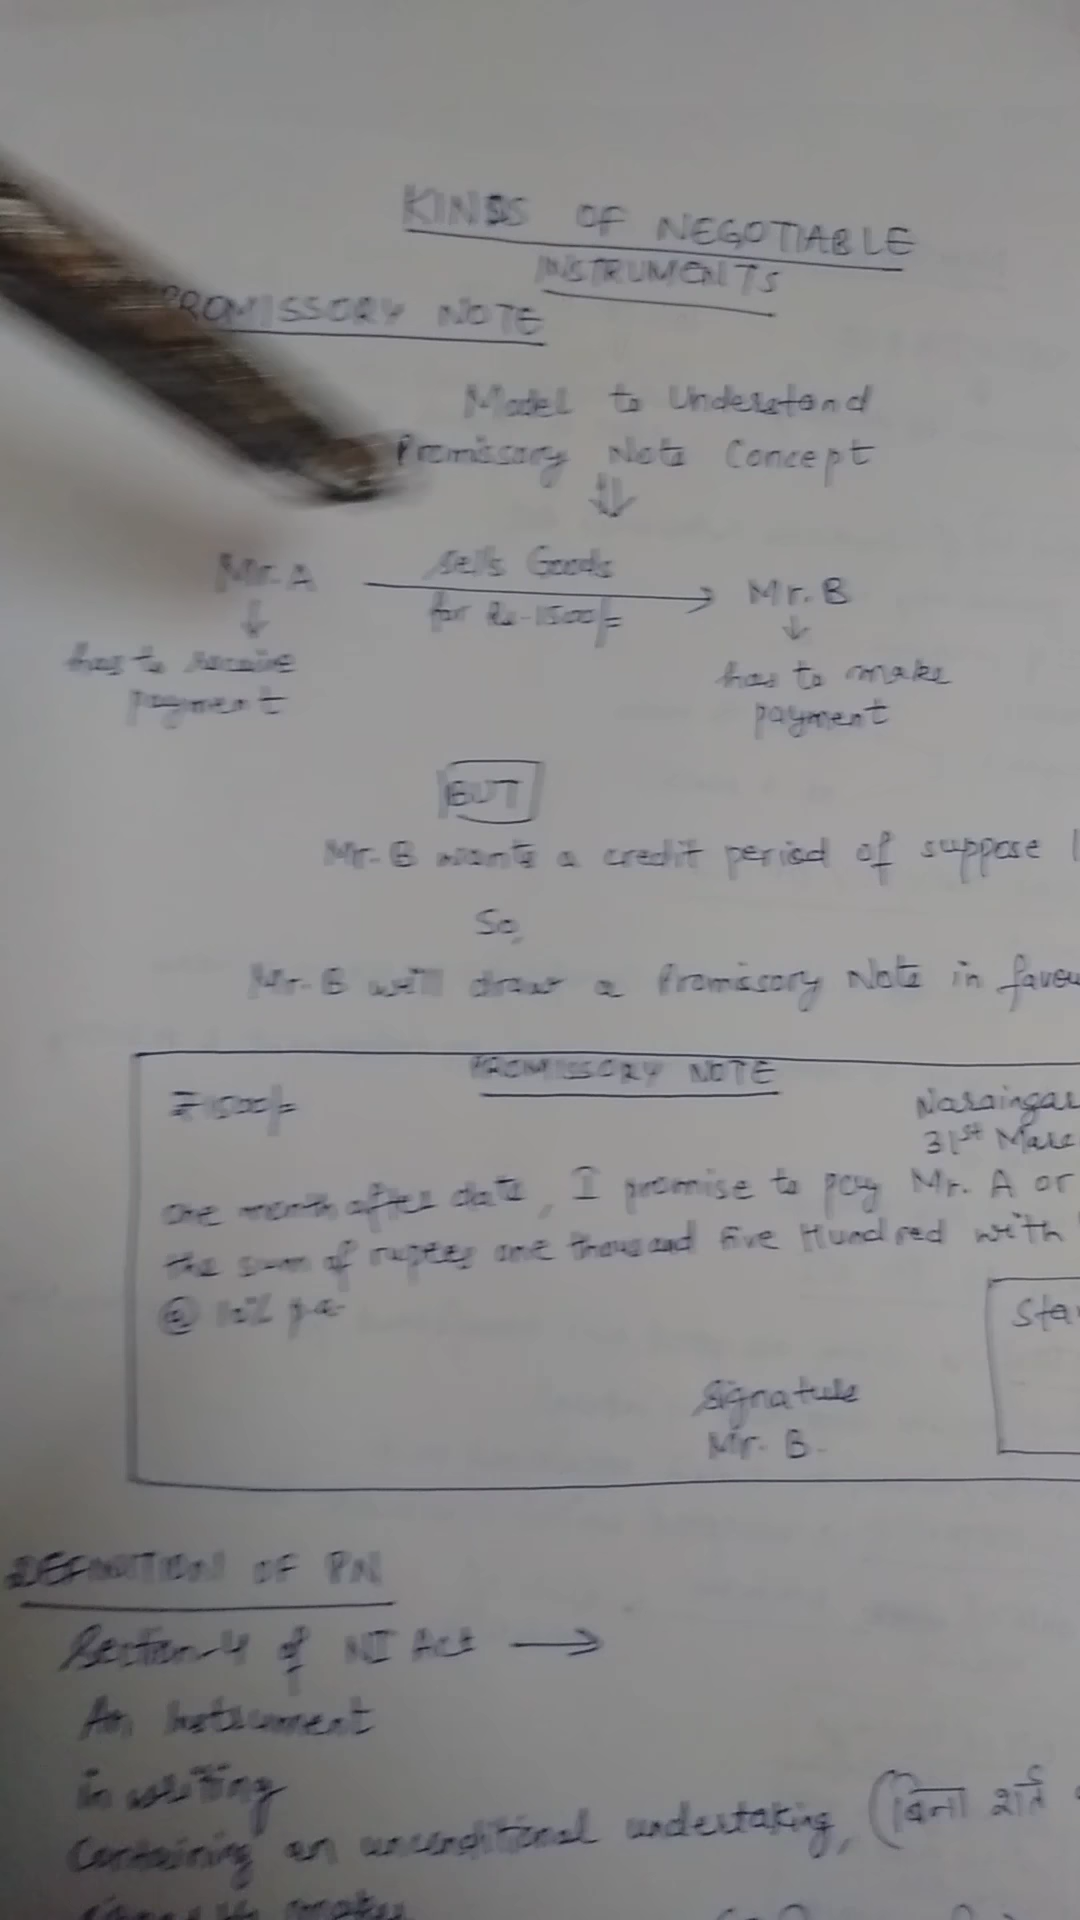 KINDS OF NEGOTIABLE
INSTRUMENTS
PROMISSORY NOTE
Model to Understand
Promissory Note Concept
Mr. A
sells Goods
for Rs-1500/-
Mr. B
has to receive
payment
has to make
payment
BUT
Mr. B wants a credit period of suppose
So,
Mr. B will draw a Promissory Note in
PROMISSORY NOTE
₹1500/-
31st
one month after date, I promise to pay Mr. A or
the sum of rupees one thousand five Hundred with
@ 10% p.a.
Signature
Mr. B.
DEFINITION OF PN
Section-4 of NI Act →
An Instrument
in writing
Containing an unconditional undertaking, (बिना शर्त